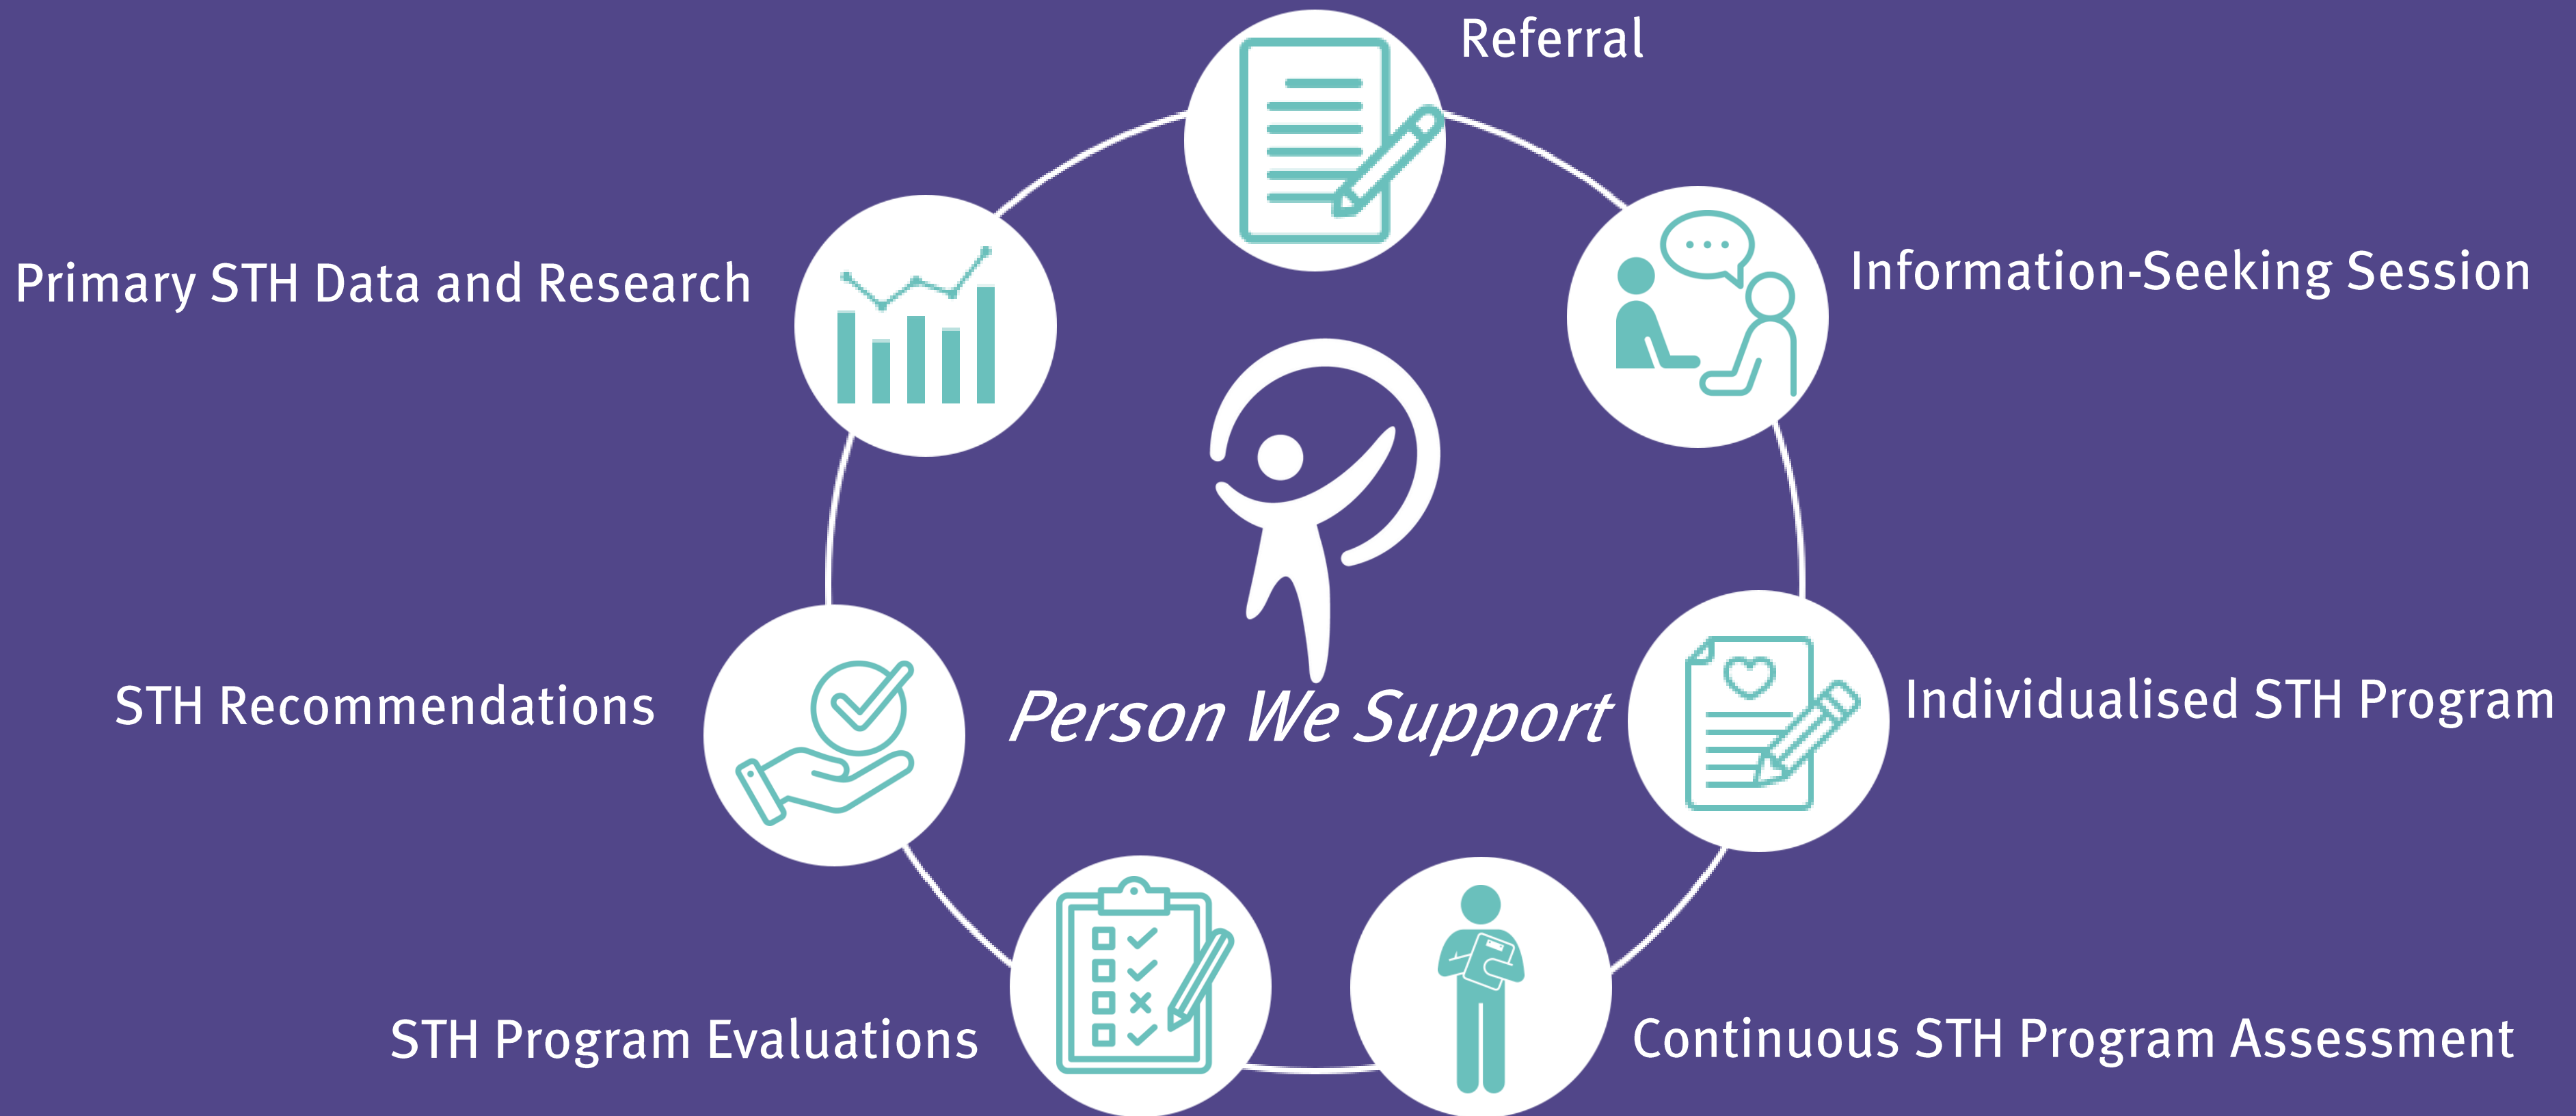 Referral
Information-Seeking Session
Individualised STH Program
Continuous STH Program Assessment
STH Program Evaluations
STH Recommendations
Primary STH Data and Research
Person We Support